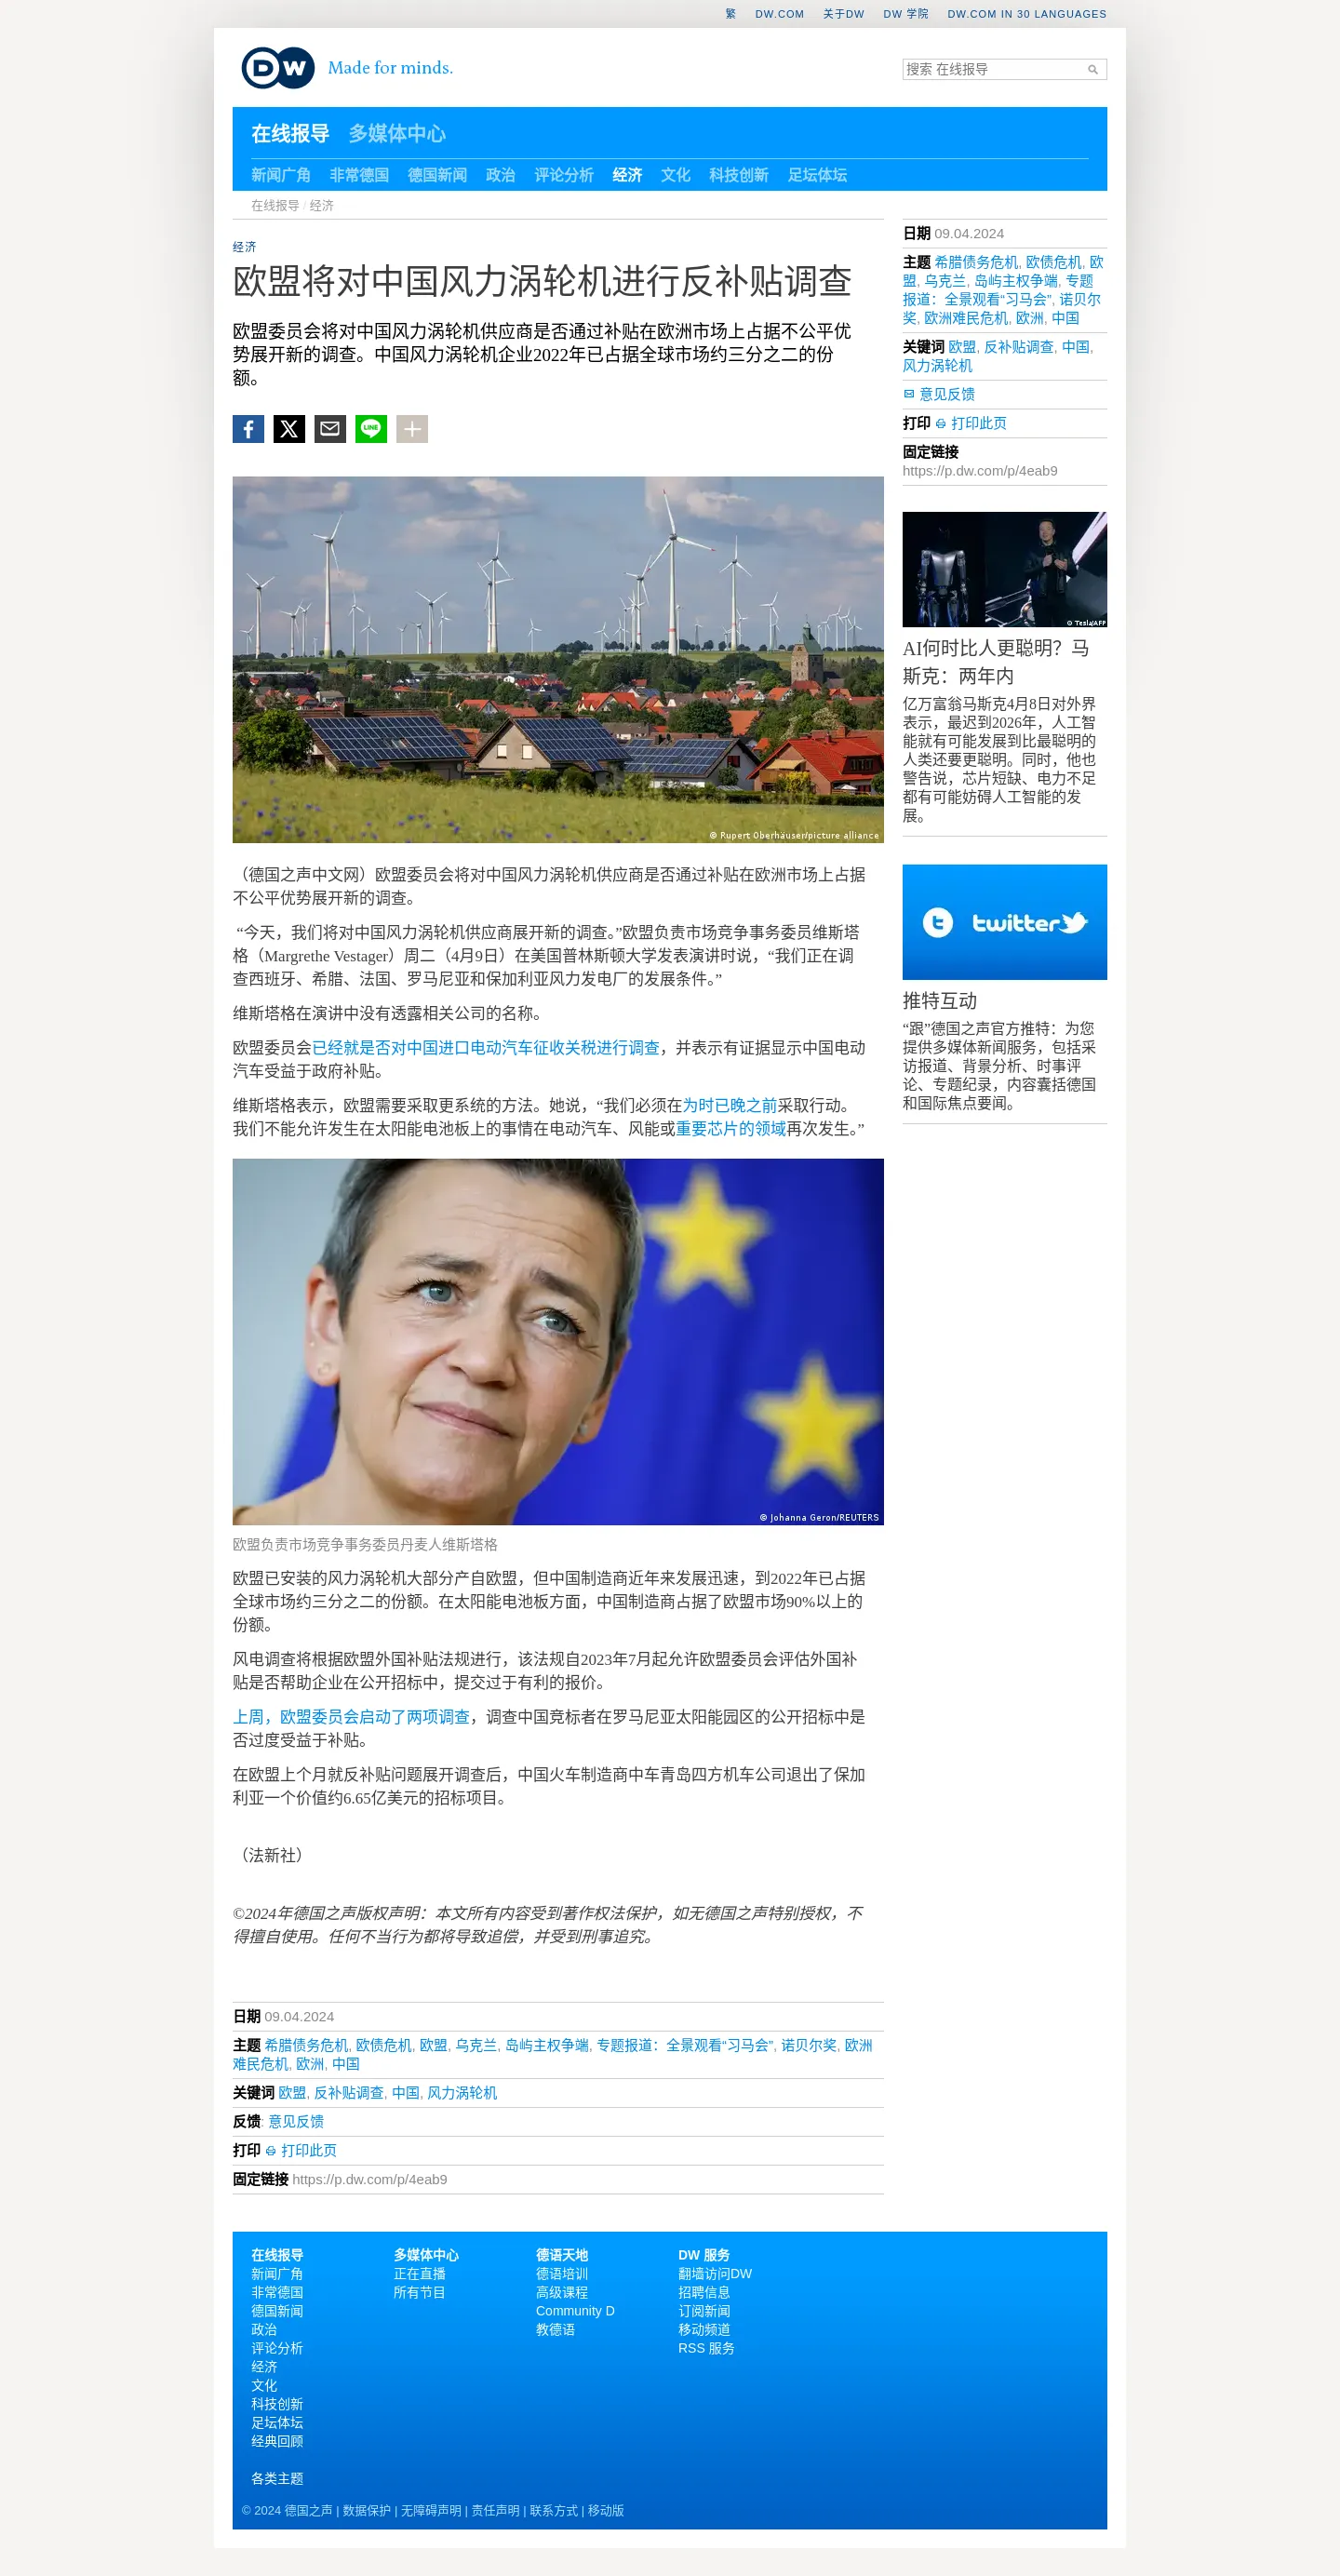 繁 DW.COM 关于DW DW 学院 DW.COM IN 30 LANGUAGES
DW Made for minds.
搜索 在线报导
在线报导 多媒体中心
新闻广角 非常德国 德国新闻 政治 评论分析 经济 文化 科技创新 足坛体坛
在线报导 / 经济
经济
欧盟将对中国风力涡轮机进行反补贴调查
欧盟委员会将对中国风力涡轮机供应商是否通过补贴在欧洲市场上占据不公平优
势展开新的调查。中国风力涡轮机企业2022年已占据全球市场约三分之二的份
额。
LINE
© Rupert Oberhäuser/picture alliance
（德国之声中文网）欧盟委员会将对中国风力涡轮机供应商是否通过补贴在欧洲市场上占据
不公平优势展开新的调查。
“今天，我们将对中国风力涡轮机供应商展开新的调查。”欧盟负责市场竞争事务委员维斯塔
格（Margrethe Vestager）周二（4月9日）在美国普林斯顿大学发表演讲时说，“我们正在调
查西班牙、希腊、法国、罗马尼亚和保加利亚风力发电厂的发展条件。”
维斯塔格在演讲中没有透露相关公司的名称。
欧盟委员会已经就是否对中国进口电动汽车征收关税进行调查，并表示有证据显示中国电动
汽车受益于政府补贴。
维斯塔格表示，欧盟需要采取更系统的方法。她说，“我们必须在为时已晚之前采取行动。
我们不能允许发生在太阳能电池板上的事情在电动汽车、风能或重要芯片的领域再次发生。”
© Johanna Geron/REUTERS
欧盟负责市场竞争事务委员丹麦人维斯塔格
欧盟已安装的风力涡轮机大部分产自欧盟，但中国制造商近年来发展迅速，到2022年已占据
全球市场约三分之二的份额。在太阳能电池板方面，中国制造商占据了欧盟市场90%以上的
份额。
风电调查将根据欧盟外国补贴法规进行，该法规自2023年7月起允许欧盟委员会评估外国补
贴是否帮助企业在公开招标中，提交过于有利的报价。
上周，欧盟委员会启动了两项调查，调查中国竞标者在罗马尼亚太阳能园区的公开招标中是
否过度受益于补贴。
在欧盟上个月就反补贴问题展开调查后，中国火车制造商中车青岛四方机车公司退出了保加
利亚一个价值约6.65亿美元的招标项目。
（法新社）
©2024年德国之声版权声明：本文所有内容受到著作权法保护，如无德国之声特别授权，不
得擅自使用。任何不当行为都将导致追偿，并受到刑事追究。
日期 09.04.2024
主题 希腊债务危机, 欧债危机, 欧盟, 乌克兰, 岛屿主权争端, 专题报道：全景观看“习马会”, 诺贝尔奖, 欧洲
难民危机, 欧洲, 中国
关键词 欧盟, 反补贴调查, 中国, 风力涡轮机
反馈: 意见反馈
打印 打印此页
固定链接 https://p.dw.com/p/4eab9
日期 09.04.2024
主题 希腊债务危机, 欧债危机, 欧
盟, 乌克兰, 岛屿主权争端, 专题
报道：全景观看“习马会”, 诺贝尔
奖, 欧洲难民危机, 欧洲, 中国
关键词 欧盟, 反补贴调查, 中国,
风力涡轮机
意见反馈
打印 打印此页
固定链接
https://p.dw.com/p/4eab9
© Tesla/AFP
AI何时比人更聪明？马
斯克：两年内
亿万富翁马斯克4月8日对外界
表示，最迟到2026年，人工智
能就有可能发展到比最聪明的
人类还要更聪明。同时，他也
警告说，芯片短缺、电力不足
都有可能妨碍人工智能的发
展。
twitter
推特互动
“跟”德国之声官方推特：为您
提供多媒体新闻服务，包括采
访报道、背景分析、时事评
论、专题纪录，内容囊括德国
和国际焦点要闻。
在线报导
新闻广角
非常德国
德国新闻
政治
评论分析
经济
文化
科技创新
足坛体坛
经典回顾
各类主题
多媒体中心
正在直播
所有节目
德语天地
德语培训
高级课程
Community D
教德语
DW 服务
翻墙访问DW
招聘信息
订阅新闻
移动频道
RSS 服务
© 2024 德国之声 | 数据保护 | 无障碍声明 | 责任声明 | 联系方式 | 移动版